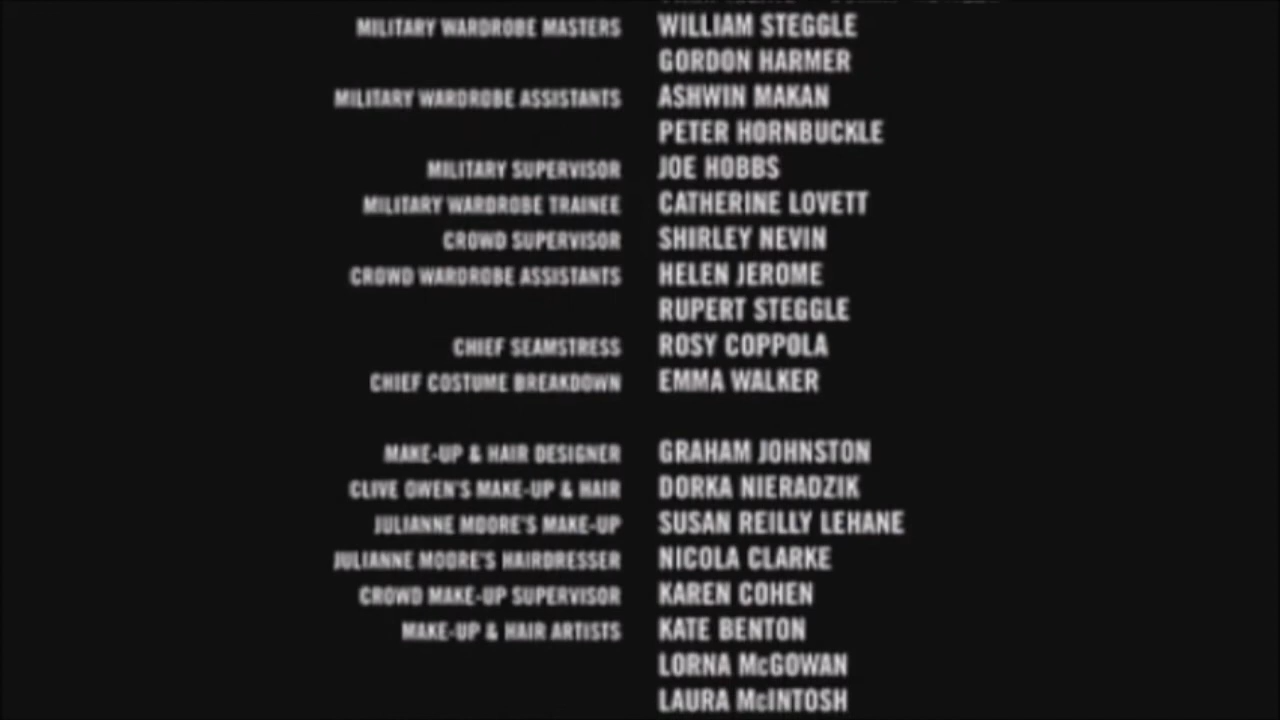 MILITARY WARDROBE MASTERS WILLIAM STEGGLE
GORDON HARMER
MILITARY WARDROBE ASSISTANTS ASHWIN MAKAN
PETER HORNBUCKLE
MILITARY SUPERVISOR JOE HOBBS
MILITARY WARDROBE TRAINEE CATHERINE LOVETT
CROWD SUPERVISOR SHIRLEY NEVIN
CROWD WARDROBE ASSISTANTS HELEN JEROME
RUPERT STEGGLE
CHIEF SEAMSTRESS ROSY COPPOLA
CHIEF COSTUME BREAKDOWN EMMA WALKER
MAKE-UP & HAIR DESIGNER GRAHAM JOHNSTON
CLIVE OWEN'S MAKE-UP & HAIR DORKA NIERADZIK
JULIANNE MOORE'S MAKE-UP SUSAN REILLY LEHANE
JULIANNE MOORE'S HAIRDRESSER NICOLA CLARKE
CROWD MAKE-UP SUPERVISOR KAREN COHEN
MAKE-UP & HAIR ARTISTS KATE BENTON
LORNA McGOWAN
LAURA McINTOSH